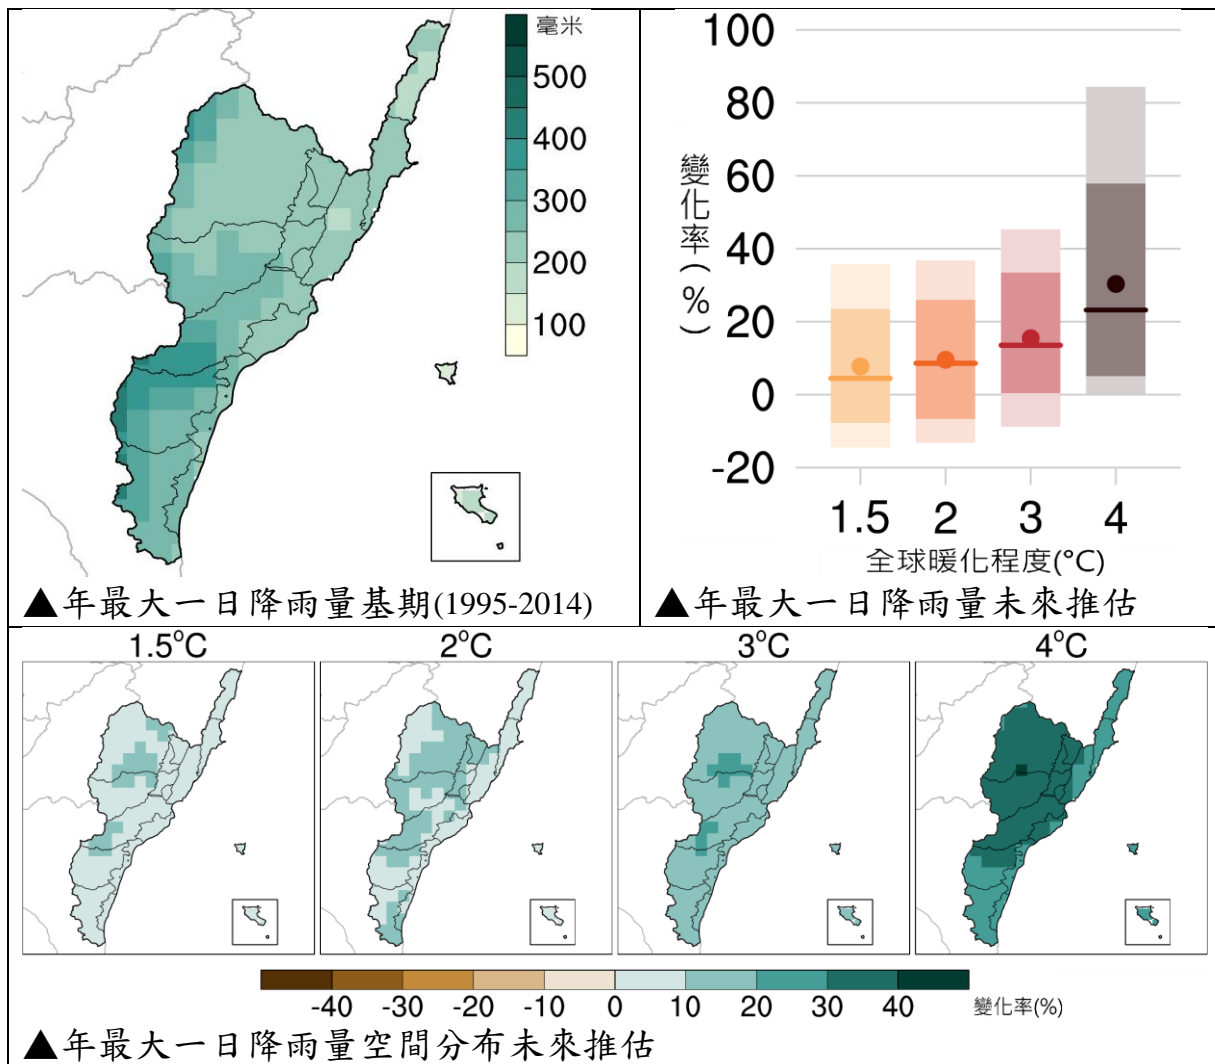 毫米
500
400
300
200
100
▲年最大一日降雨量基期(1995-2014)
100
80
60
40
20
0
-20
變化率(%)
1.5 2 3 4
全球暖化程度(°C)
▲年最大一日降雨量未來推估
1.5°C 2°C 3°C 4°C
-40 -30 -20 -10 0 10 20 30 40 變化率(%)
▲年最大一日降雨量空間分布未來推估